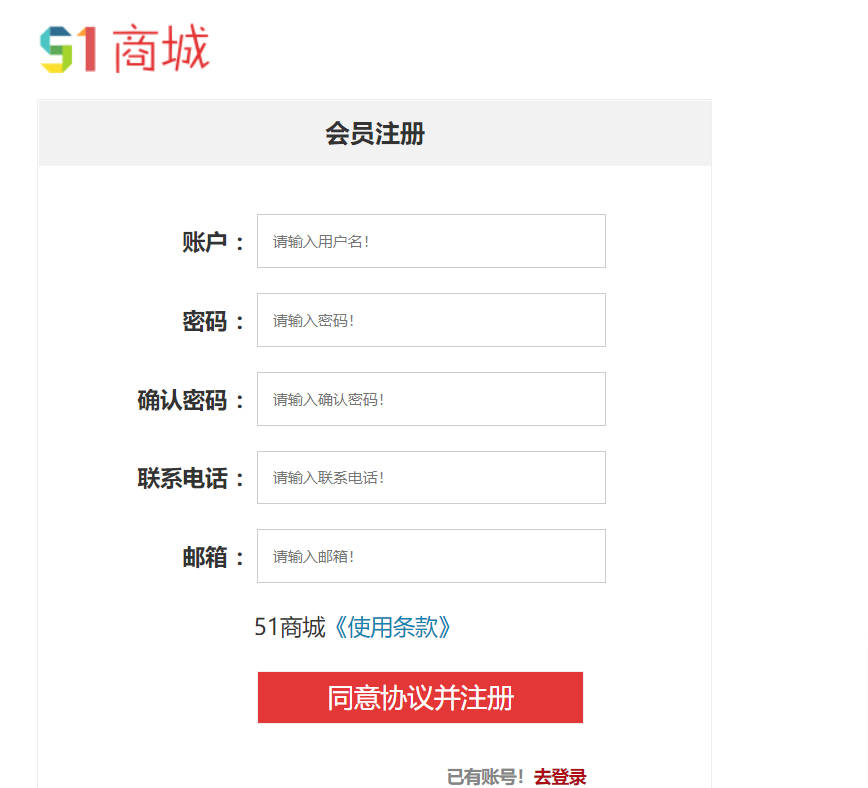 51商城
会员注册
账户： 请输入用户名！
密码： 请输入密码！
确认密码： 请输入确认密码！
联系电话： 请输入联系电话！
邮箱： 请输入邮箱！
51商城《使用条款》
同意协议并注册
已有账号！去登录